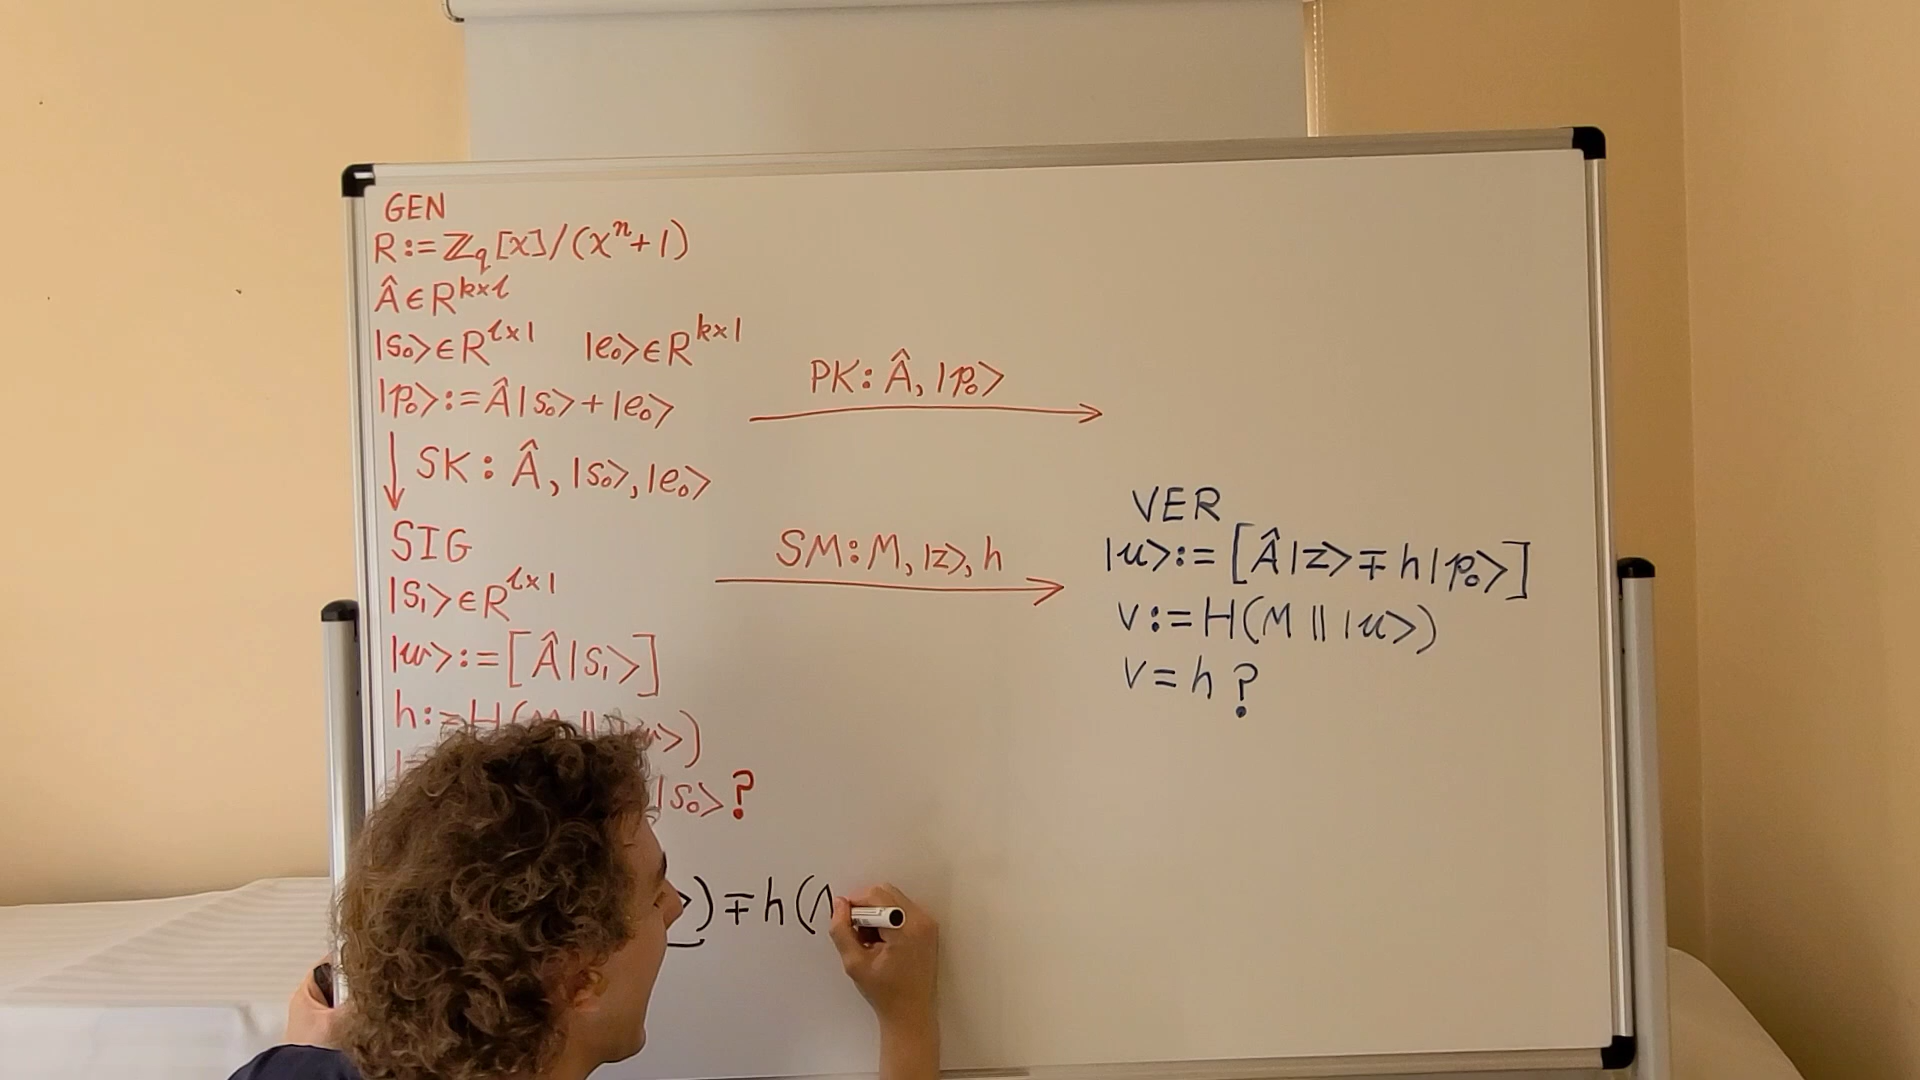 GEN
R:=ℤ_q[x]/(x^n+1)
Â∈R^{k×l}
|s₀>∈R^{l×1} |e₀>∈R^{k×1}
|p₀>:=Â|s₀>+|e₀>
PK: Â, |p₀>
↓ SK: Â, |s₀>, |e₀>
SIG
|s₁>∈R^{l×1}
|w>:=[Â|s₁>]
h:=H(M || |w>)
|s₀>?
>)∓h(
SM: M, |z>, h
VER
|u>:=[Â|z>∓h|p₀>]
v:=H(M || |u>)
v=h?